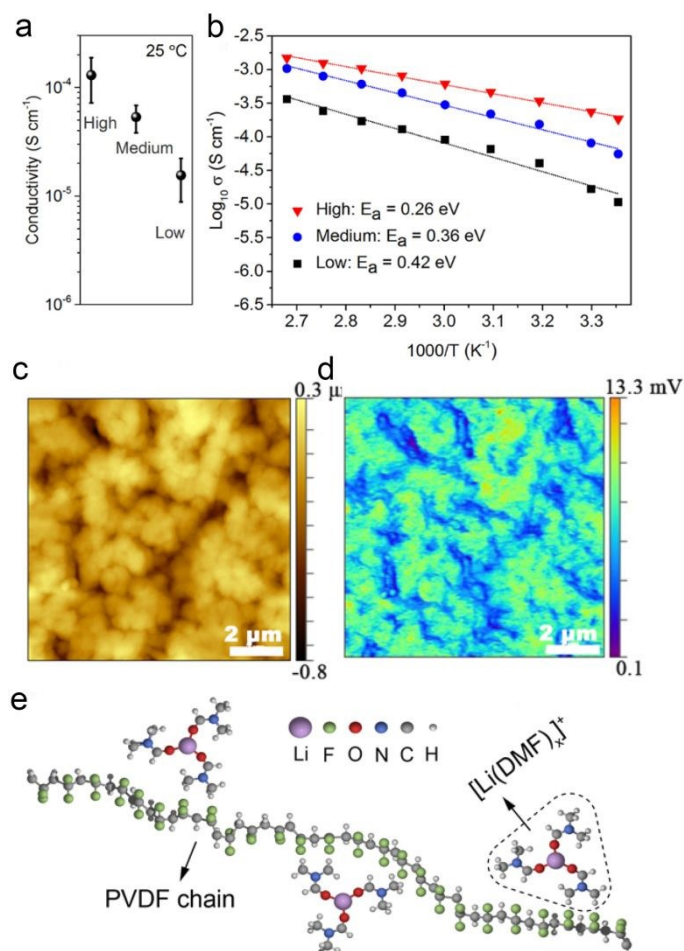 a
25 °C
10⁻⁴
10⁻⁵
10⁻⁶
Conductivity (S cm⁻¹)
High
Medium
Low
b
-2.5
-3.0
-3.5
-4.0
-4.5
-5.0
-5.5
-6.0
-6.5
Log₁₀ σ (S cm⁻¹)
High: Eₐ = 0.26 eV
Medium: Eₐ = 0.36 eV
Low: Eₐ = 0.42 eV
2.7 2.8 2.9 3.0 3.1 3.2 3.3
1000/T (K⁻¹)
c
0.3 µ
2 µm
-0.8
d
13.3 mV
2 µm
0.1
e
Li F O N C H
[Li(DMF)ₓ]⁺
PVDF chain